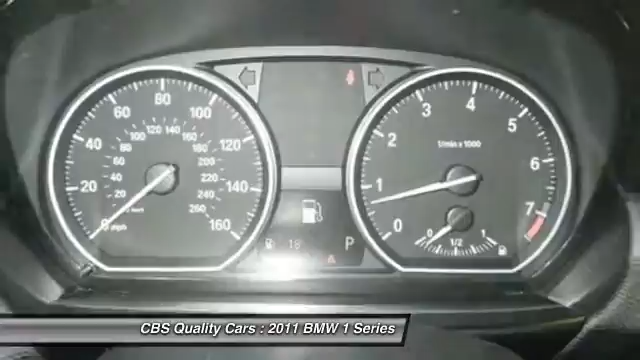 60 80 100
40 120
20 140
0 mph 160
100 120 140 160
80 180
60 200
40 220
20 240
km/h 260
18 P
3 4 5
2 6
1 7
0
1/min x 1000
0 1/2 1
CBS Quality Cars : 2011 BMW 1 Series